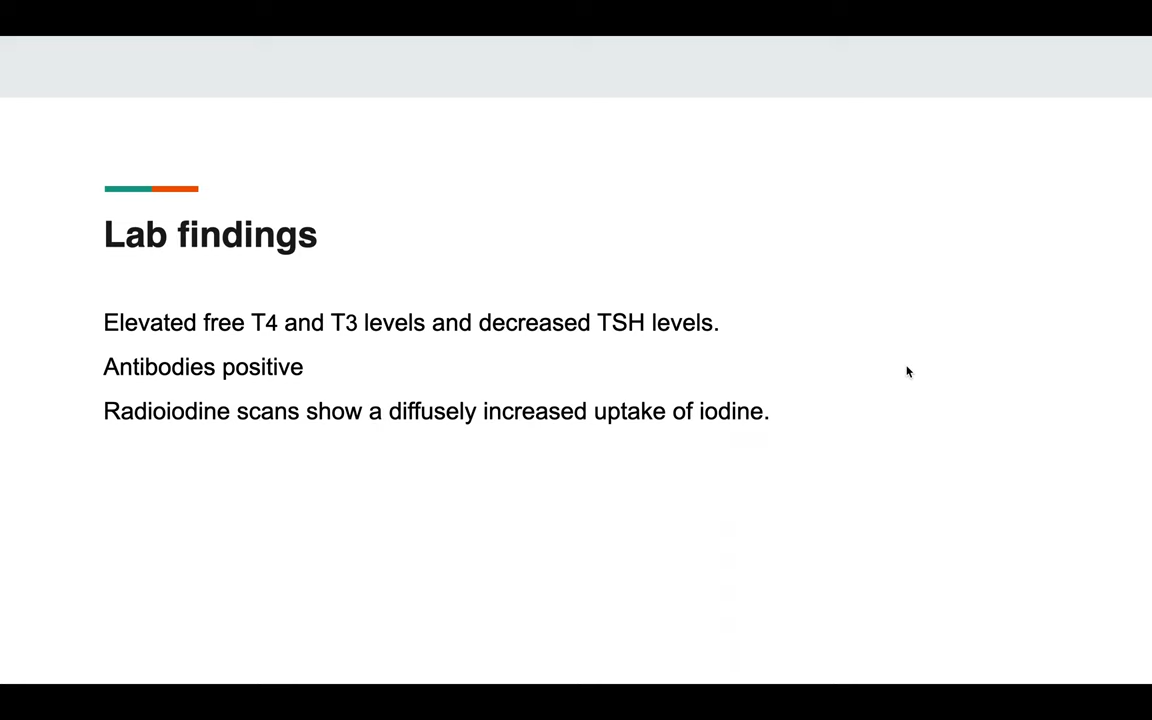 Lab findings
Elevated free T4 and T3 levels and decreased TSH levels.
Antibodies positive
Radioiodine scans show a diffusely increased uptake of iodine.